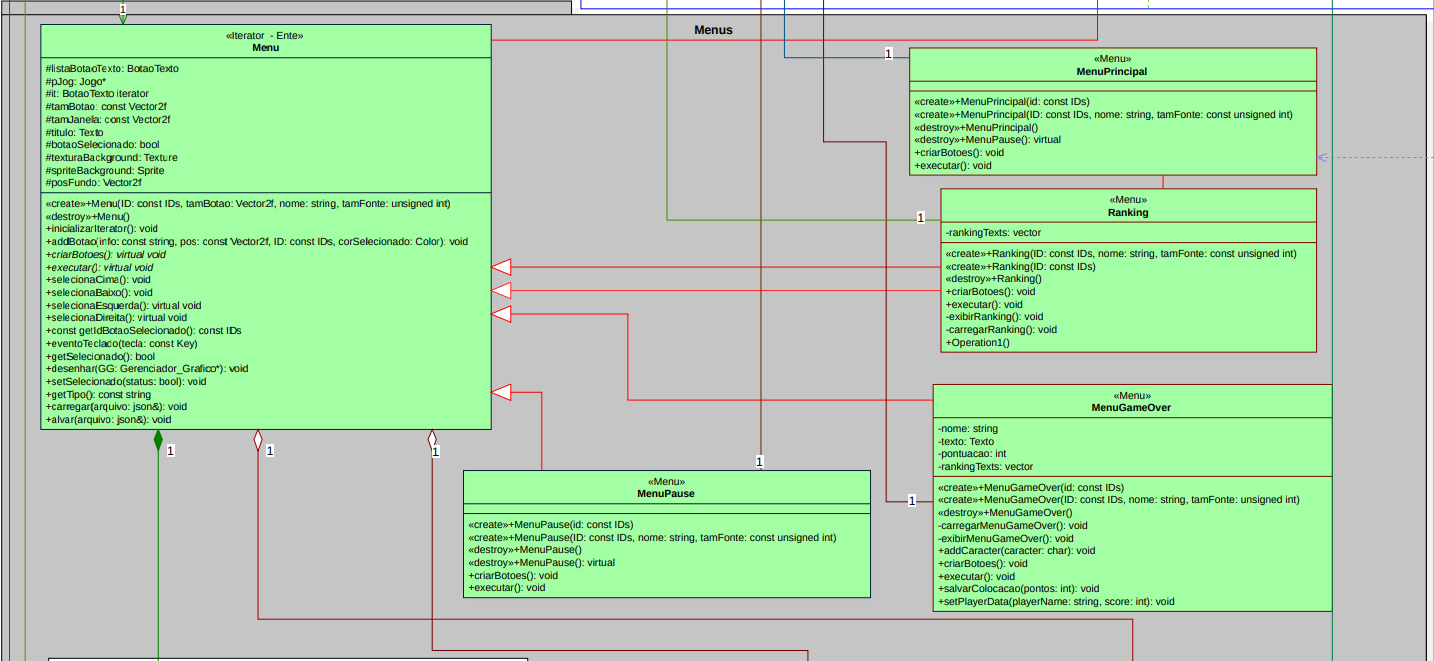 1
Menus
«Iterator  - Ente»
Menu
#listaBotaoTexto: BotaoTexto
#pJog: Jogo*
#it: BotaoTexto iterator
#tamBotao: const Vector2f
#tamJanela: const Vector2f
#titulo: Texto
#botaoSelecionado: bool
#texturaBackground: Texture
#spriteBackground: Sprite
#posFundo: Vector2f
«create»+Menu(ID: const IDs, tamBotao: Vector2f, nome: string, tamFonte: unsigned int)
«destroy»+Menu()
+inicializarIterator(): void
+addBotao(info: const string, pos: const Vector2f, ID: const IDs, corSelecionado: Color): void
+criarBotoes(): virtual void
+executar(): virtual void
+selecionaCima(): void
+selecionaBaixo(): void
+selecionaEsquerda(): virtual void
+selecionaDireita(): virtual void
+const getIdBotaoSelecionado(): const IDs
+eventoTeclado(tecla: const Key)
+getSelecionado(): bool
+desenhar(GG: Gerenciador_Grafico*): void
+setSelecionado(status: bool): void
+getTipo(): const string
+carregar(arquivo: json&): void
+alvar(arquivo: json&): void
1
1
1
1
«Menu»
MenuPrincipal
«create»+MenuPrincipal(id: const IDs)
«create»+MenuPrincipal(ID: const IDs, nome: string, tamFonte: const unsigned int)
«destroy»+MenuPrincipal()
«destroy»+MenuPause(): virtual
+criarBotoes(): void
+executar(): void
1
«Menu»
Ranking
-rankingTexts: vector
«create»+Ranking(ID: const IDs, nome: string, tamFonte: const unsigned int)
«create»+Ranking(ID: const IDs)
«destroy»+Ranking()
+criarBotoes(): void
+executar(): void
-exibirRanking(): void
-carregarRanking(): void
+Operation1()
1
«Menu»
MenuPause
«create»+MenuPause(id: const IDs)
«create»+MenuPause(ID: const IDs, nome: string, tamFonte: const unsigned int)
«destroy»+MenuPause()
«destroy»+MenuPause(): virtual
+criarBotoes(): void
+executar(): void
1
«Menu»
MenuGameOver
-nome: string
-texto: Texto
-pontuacao: int
-rankingTexts: vector
«create»+MenuGameOver(id: const IDs)
«create»+MenuGameOver(ID: const IDs, nome: string, tamFonte: const unsigned int)
«destroy»+MenuGameOver()
-carregarMenuGameOver(): void
-exibirMenuGameOver(): void
+addCaracter(caracter: char): void
+criarBotoes(): void
+executar(): void
+salvarColocacao(pontos: int): void
+setPlayerData(playerName: string, score: int): void